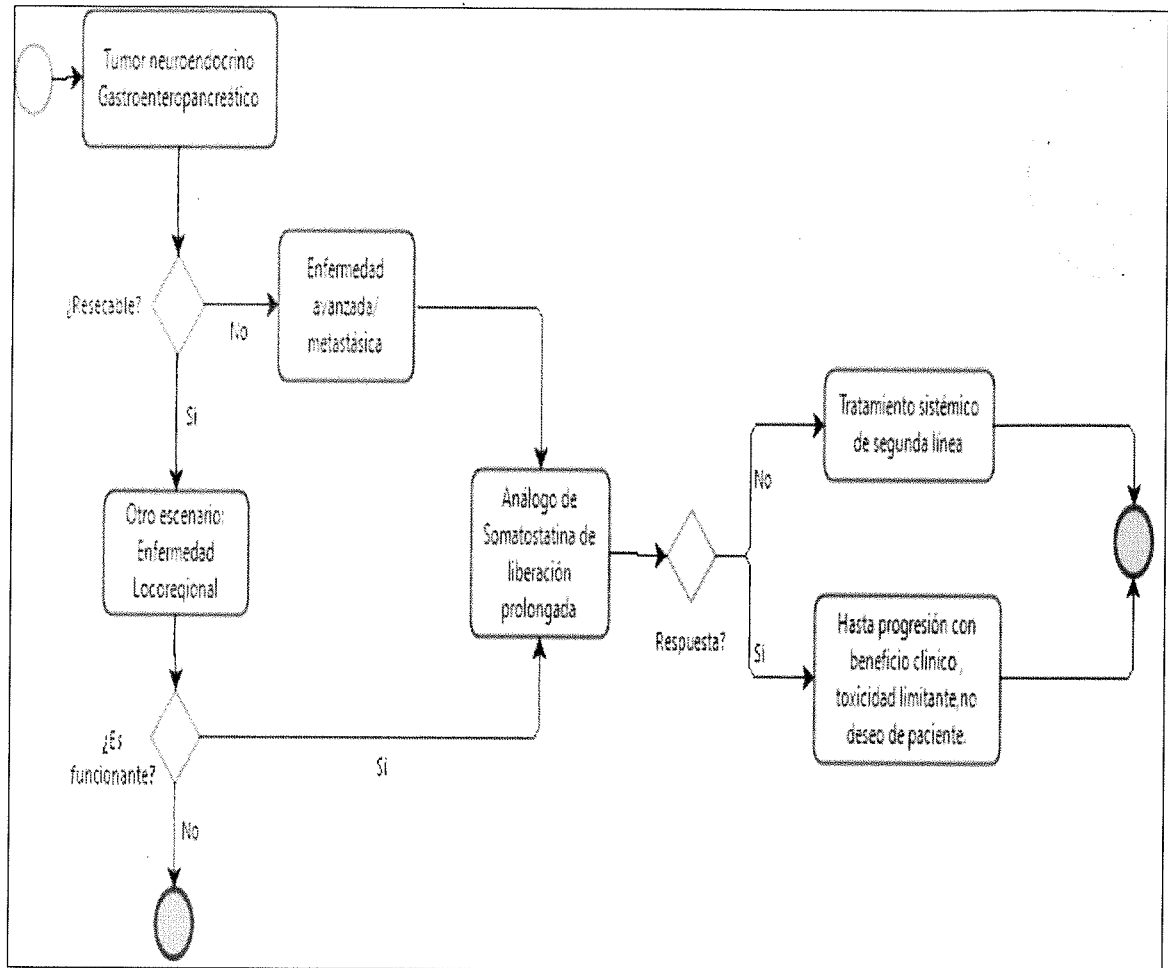 Tumor neuroendocrino
Gastroenteropancreático
¿Resecable?
No
Enfermedad
avanzada/
metastásica
Si
Otro escenario:
Enfermedad
Locoregional
¿Es
funcionante?
Si
No
Análogo de
Somatostatina de
liberación
prolongada
Respuesta?
No
Tratamiento sistémico
de segunda línea
Si
Hasta progresión con
beneficio clínico,
toxicidad limitante,no
deseo de paciente.